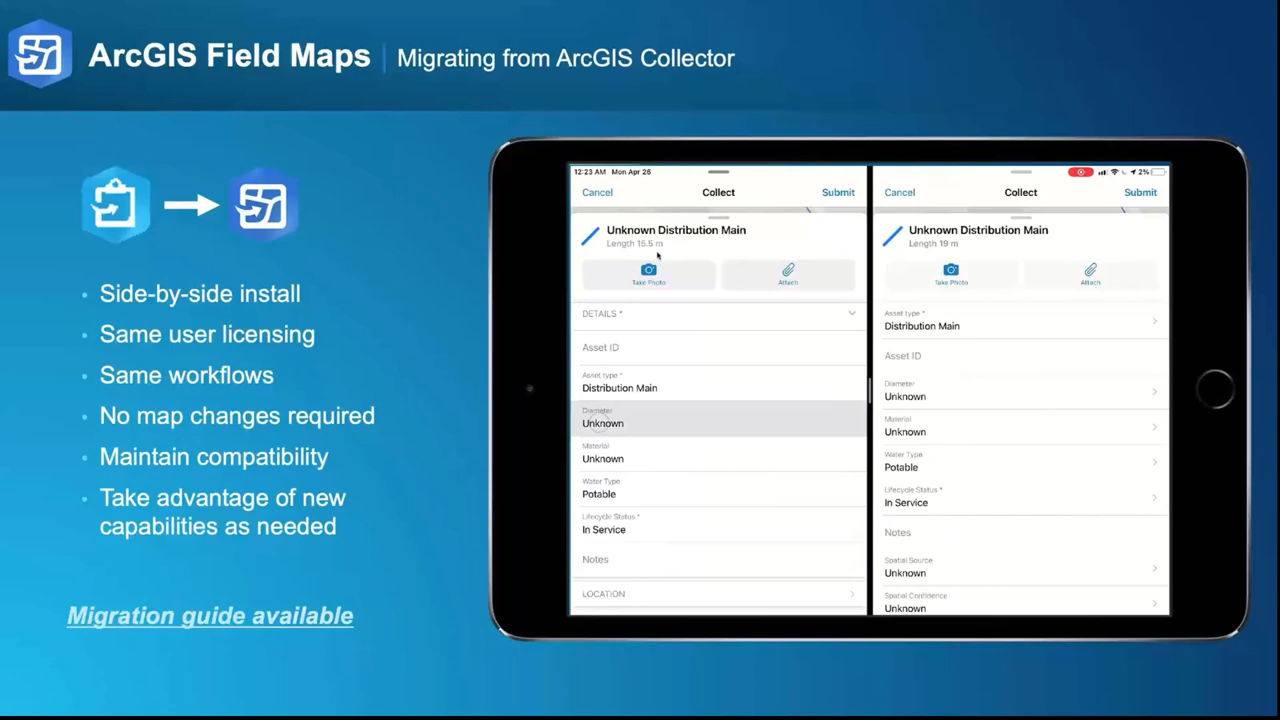 ArcGIS Field Maps | Migrating from ArcGIS Collector
• Side-by-side install
• Same user licensing
• Same workflows
• No map changes required
• Maintain compatibility
• Take advantage of new
capabilities as needed
Migration guide available
12:23 AM Mon Apr 26
Cancel Collect Submit
Unknown Distribution Main
Length 15.5 m
Take Photo Attach
DETAILS *
Asset ID
Asset type *
Distribution Main
Diameter
Unknown
Material
Unknown
Water Type
Potable
Lifecycle Status *
In Service
Notes
LOCATION
2%
Cancel Collect Submit
Unknown Distribution Main
Length 19 m
Take Photo Attach
Asset type *
Distribution Main
Asset ID
Diameter
Unknown
Material
Unknown
Water Type
Potable
Lifecycle Status *
In Service
Notes
Spatial Source
Unknown
Spatial Confidence
Unknown